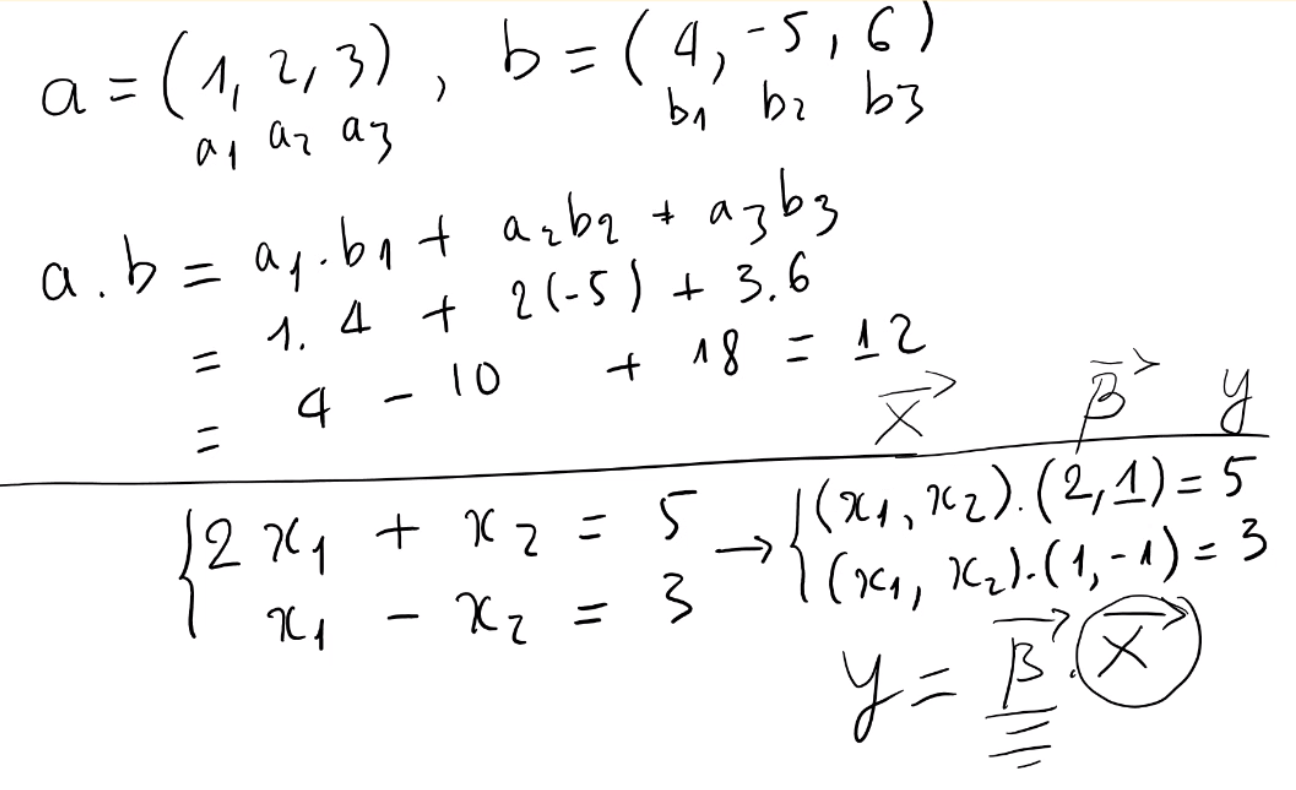 a = (1, 2, 3) , b = (4, -5, 6)
a1 a2 a3 b1 b2 b3
a . b = a1 . b1 + a2b2 + a3b3
= 1. 4 + 2(-5) + 3.6
= 4 - 10 + 18 = 12
X→ β→ y
{ 2x1 + x2 = 5 → { (x1, x2).(2, 1) = 5
x1 - x2 = 3 (x1, x2).(1, -1) = 3
y = β→ . X→